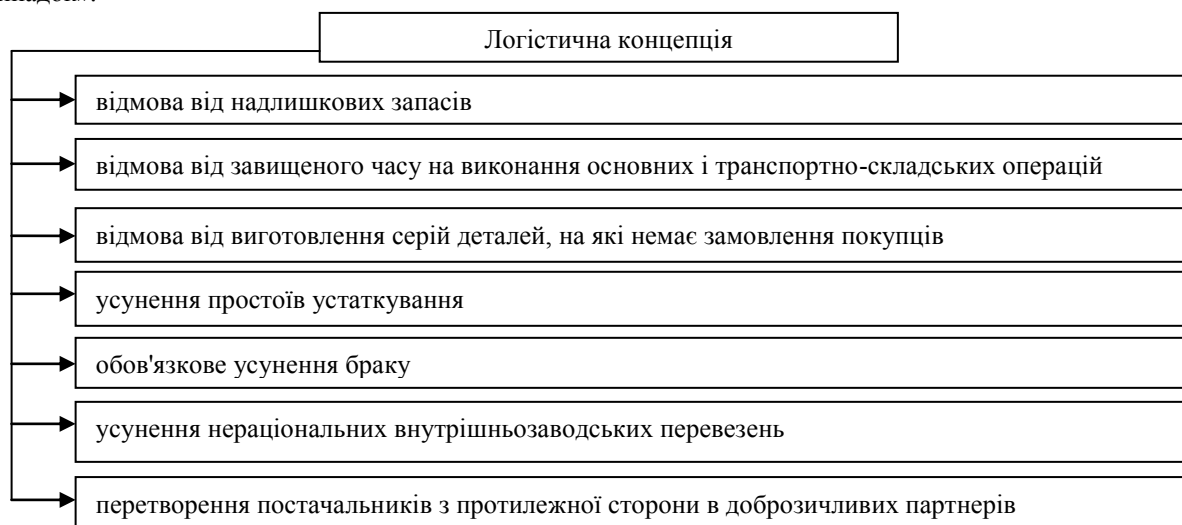 Логістична концепція
відмова від надлишкових запасів
відмова від завищеного часу на виконання основних і транспортно-складських операцій
відмова від виготовлення серій деталей, на які немає замовлення покупців
усунення простоїв устаткування
обов'язкове усунення браку
усунення нераціональних внутрішньозаводських перевезень
перетворення постачальників з протилежної сторони в доброзичливих партнерів